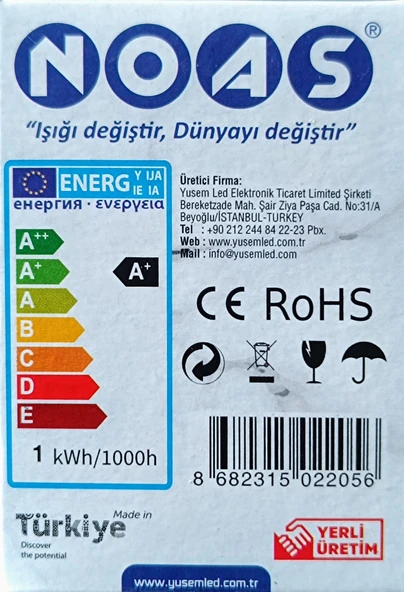 NOAS®
"Işığı değiştir, Dünyayı değiştir"
ENERG Y IJA
IE IA
енергия · ενεργεια
A++
A+
A
B
C
D
E
A+
1 kWh/1000h
Üretici Firma:
Yusem Led Elektronik Ticaret Limited Şirketi
Bereketzade Mah. Şair Ziya Paşa Cad. No:31/A
Beyoğlu/İSTANBUL-TURKEY
Tel : +90 212 244 84 22-23 Pbx.
Web : www.yusemled.com.tr
Mail : info@yusemled.com
CE RoHS
8 682315 022056
Made in
Türkiye
Discover
the potential
YERLİ
ÜRETİM
www.yusemled.com.tr